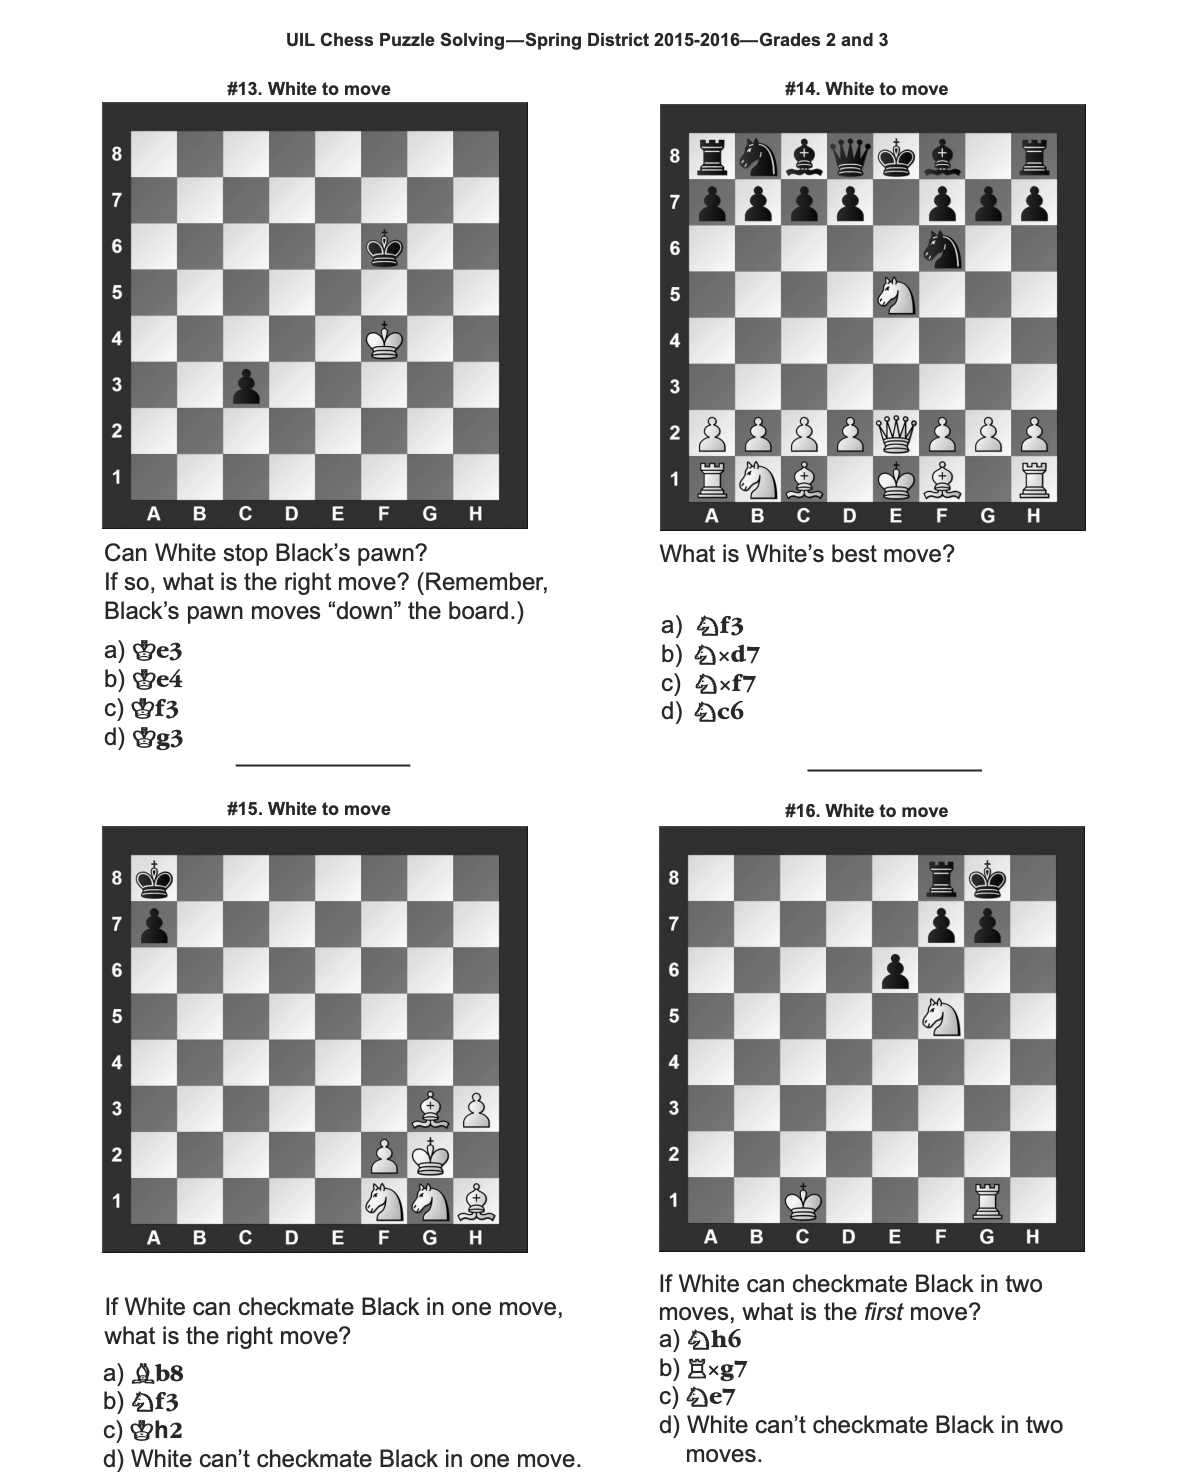 UIL Chess Puzzle Solving—Spring District 2015-2016—Grades 2 and 3
#13. White to move
8
7
6
5
4
3
2
1
A B C D E F G H
Can White stop Black’s pawn?
If so, what is the right move? (Remember,
Black’s pawn moves “down” the board.)
a) ♔e3
b) ♔e4
c) ♔f3
d) ♔g3
#14. White to move
8
7
6
5
4
3
2
1
A B C D E F G H
What is White’s best move?
a) ♘f3
b) ♘×d7
c) ♘×f7
d) ♘c6
#15. White to move
8
7
6
5
4
3
2
1
A B C D E F G H
If White can checkmate Black in one move,
what is the right move?
a) ♗b8
b) ♘f3
c) ♔h2
d) White can’t checkmate Black in one move.
#16. White to move
8
7
6
5
4
3
2
1
A B C D E F G H
If White can checkmate Black in two
moves, what is the first move?
a) ♘h6
b) ♖×g7
c) ♘e7
d) White can’t checkmate Black in two
moves.